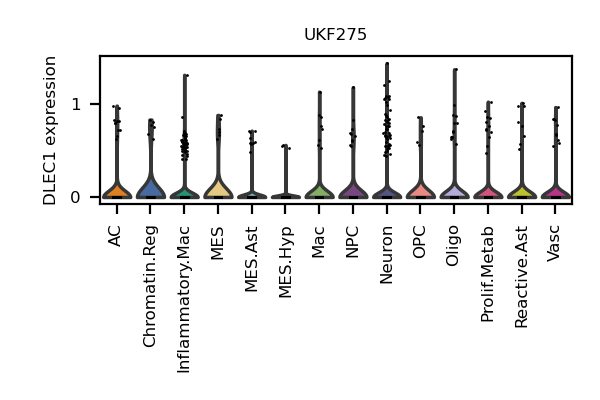 UKF275
DLEC1 expression
1
0
AC
Chromatin.Reg
Inflammatory.Mac
MES
MES.Ast
MES.Hyp
Mac
NPC
Neuron
OPC
Oligo
Prolif.Metab
Reactive.Ast
Vasc